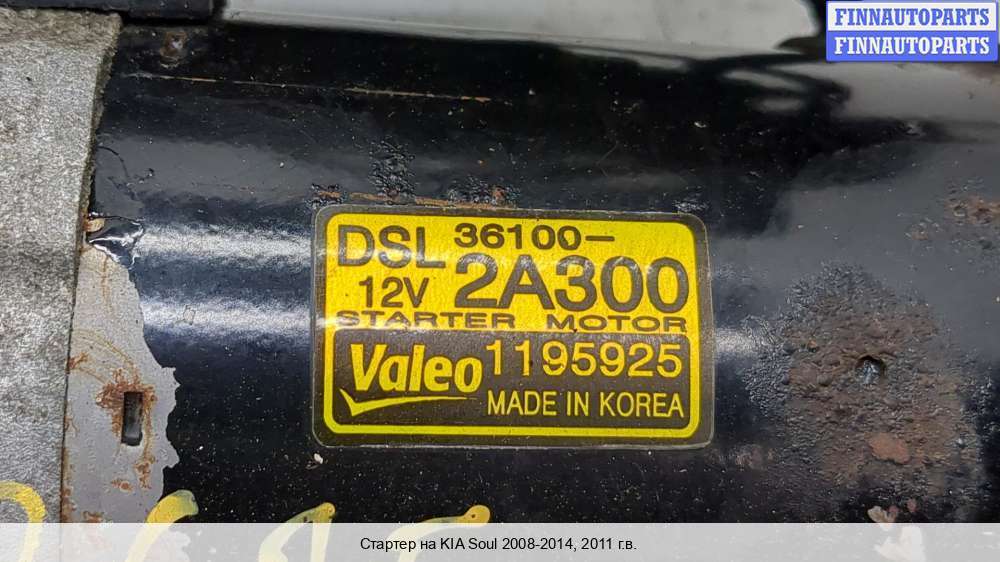 FINNAUTOPARTS
FINNAUTOPARTS
DSL 36100-
12V 2A300
STARTER MOTOR
Valeo 1195925
MADE IN KOREA
Стартер на KIA Soul 2008-2014, 2011 г.в.